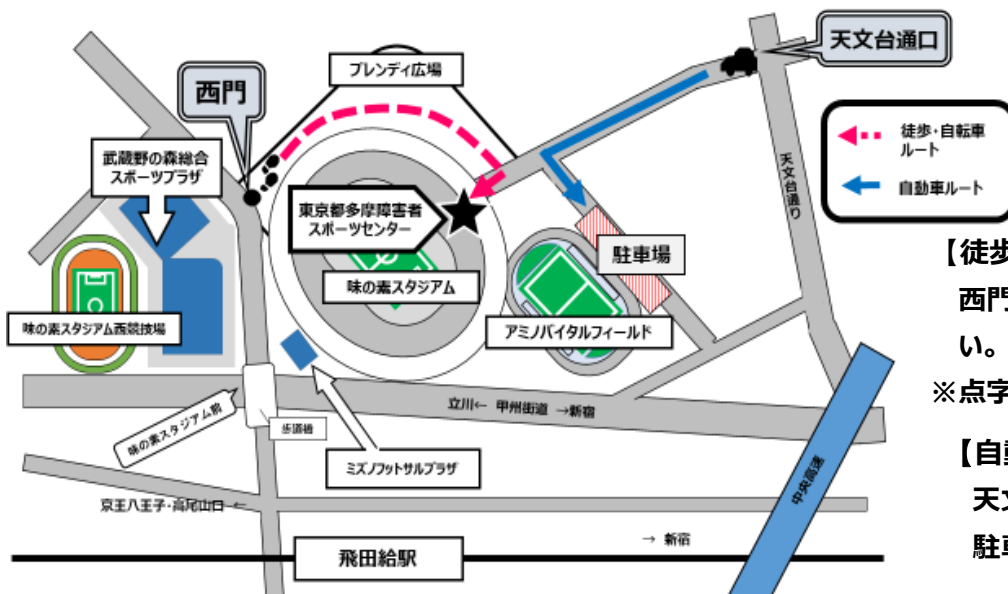 天文台通口
ブレンディ広場
西門
武蔵野の森総合
スポーツプラザ
徒歩・自転車
ルート
自動車ルート
天文台通り
東京都多摩障害者
スポーツセンター
駐車場
味の素スタジアム
味の素スタジアム西競技場
アミノバイタルフィールド
立川← 甲州街道 →新宿
味の素スタジアム前
歩道橋
ミズノフットサルプラザ
中央高速
京王八王子・高尾山口 ←
→ 新宿
飛田給駅
【徒歩
西門
い。
※点字
【自動
天文
駐車